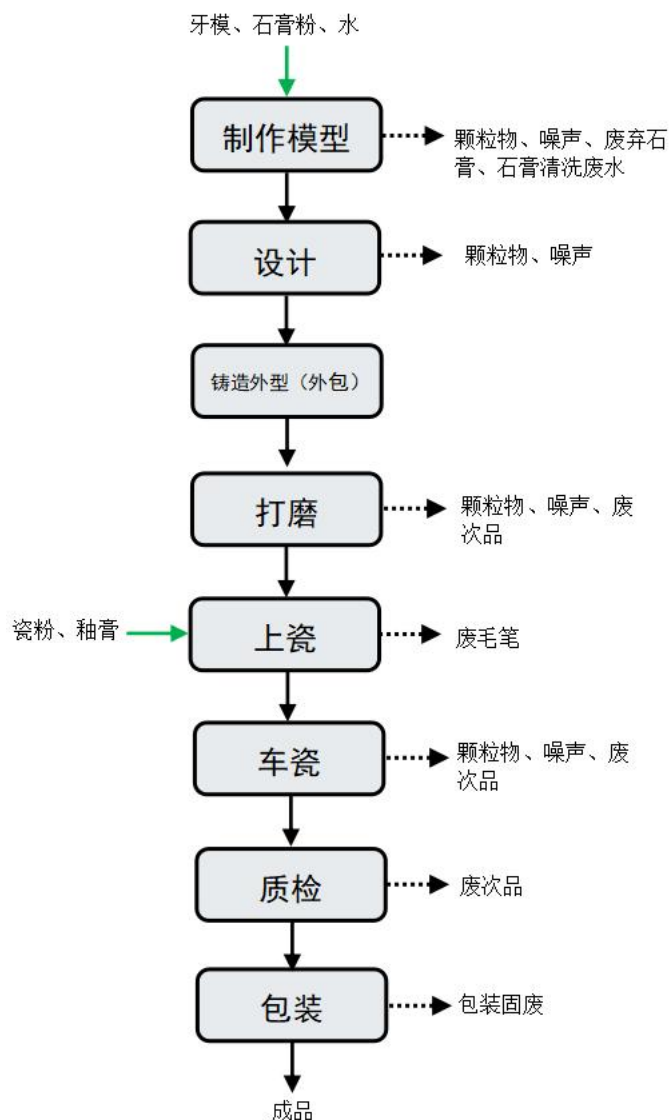 牙模、石膏粉、水
制作模型
颗粒物、噪声、废弃石
膏、石膏清洗废水
设计
颗粒物、噪声
铸造外型（外包）
打磨
颗粒物、噪声、废
次品
瓷粉、釉膏
上瓷
废毛笔
车瓷
颗粒物、噪声、废
次品
质检
废次品
包装
包装固废
成品